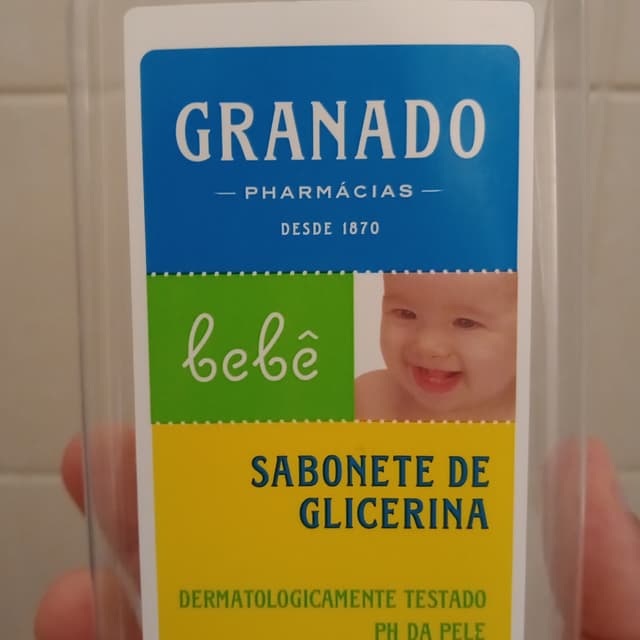 GRANADO
PHARMÁCIAS
DESDE 1870
bebê
SABONETE DE
GLICERINA
DERMATOLOGICAMENTE TESTADO
PH DA PELE